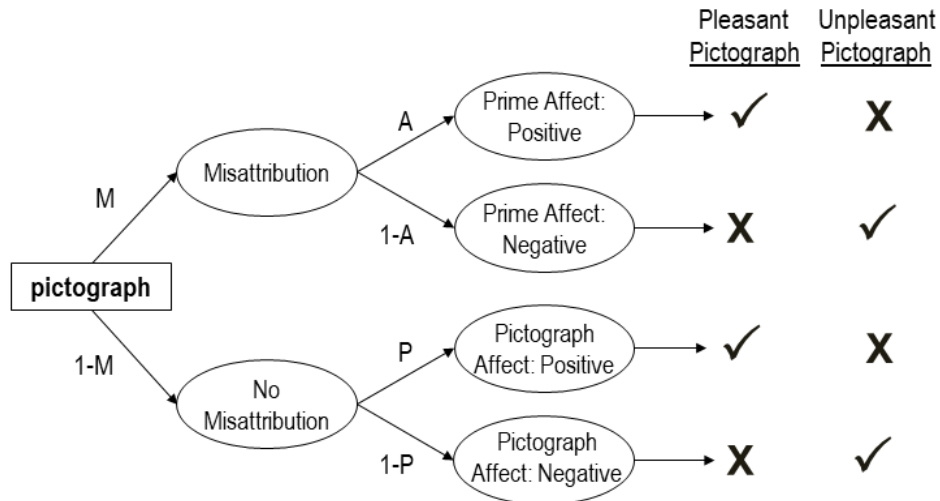 Pleasant
Pictograph
Unpleasant
Pictograph
Prime Affect:
Positive
A
✓
X
Misattribution
M
Prime Affect:
Negative
1-A
X
✓
pictograph
Pictograph
Affect: Positive
P
✓
X
1-M
No
Misattribution
Pictograph
Affect: Negative
1-P
X
✓